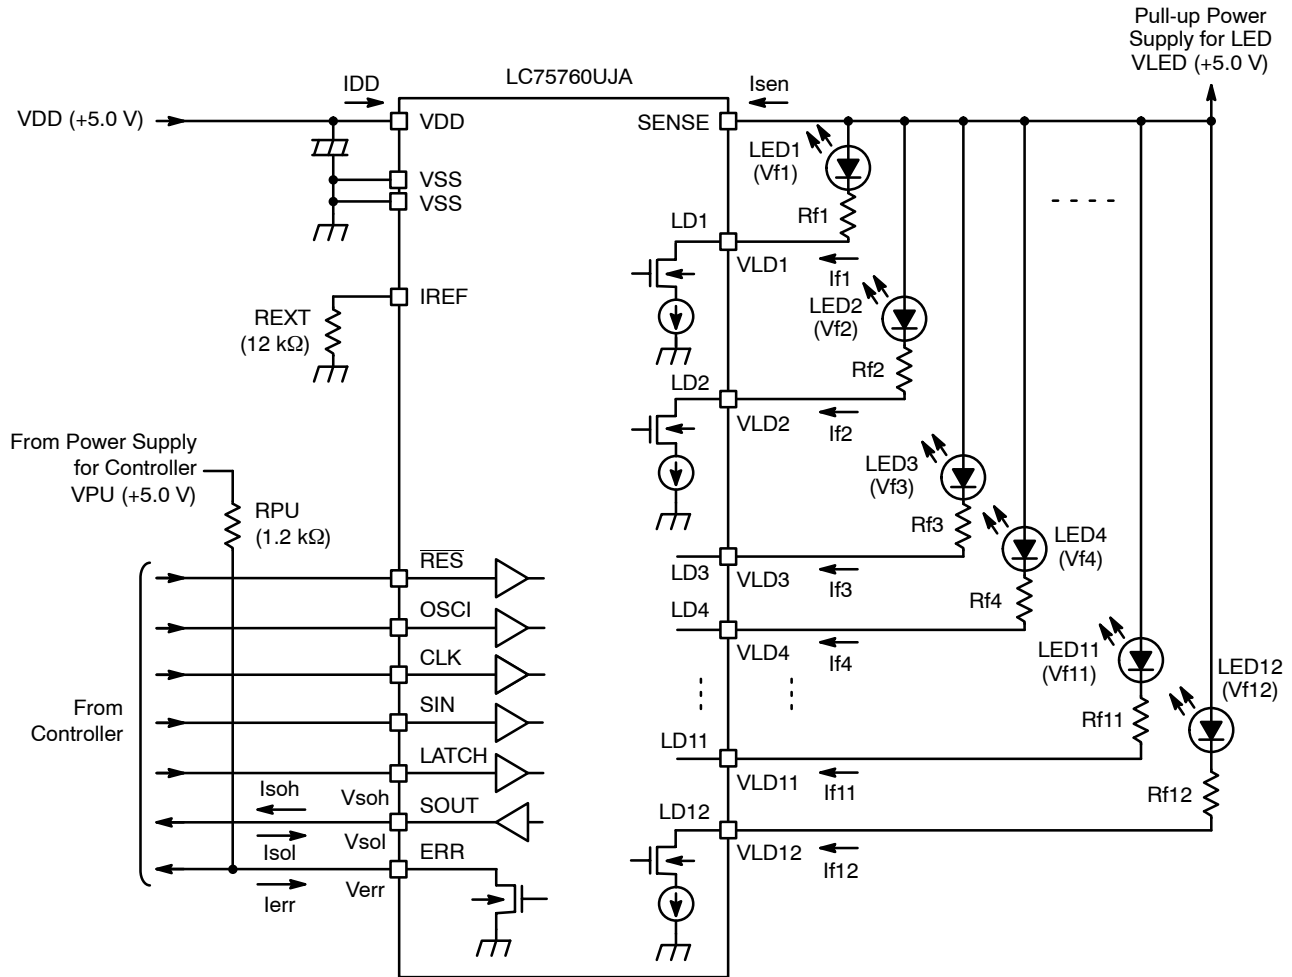 Pull-up Power
Supply for LED
VLED (+5.0 V)
LC75760UJA
IDD
Isen
VDD (+5.0 V)
VDD
SENSE
LED1
(Vf1)
VSS
VSS
Rf1
LD1
VLD1
If1
IREF
LED2
(Vf2)
REXT
(12 kΩ)
Rf2
LD2
VLD2
If2
From Power Supply
for Controller
VPU (+5.0 V)
LED3
(Vf3)
RPU
(1.2 kΩ)
Rf3
LED4
(Vf4)
RES
LD3
VLD3
If3
OSCI
LD4
Rf4
VLD4
If4
CLK
LED11
(Vf11)
LED12
(Vf12)
From
Controller
SIN
Rf11
LATCH
LD11
VLD11
If11
Isoh
Vsoh
SOUT
Rf12
Isol
Vsol
LD12
ERR
VLD12
If12
Ierr
Verr